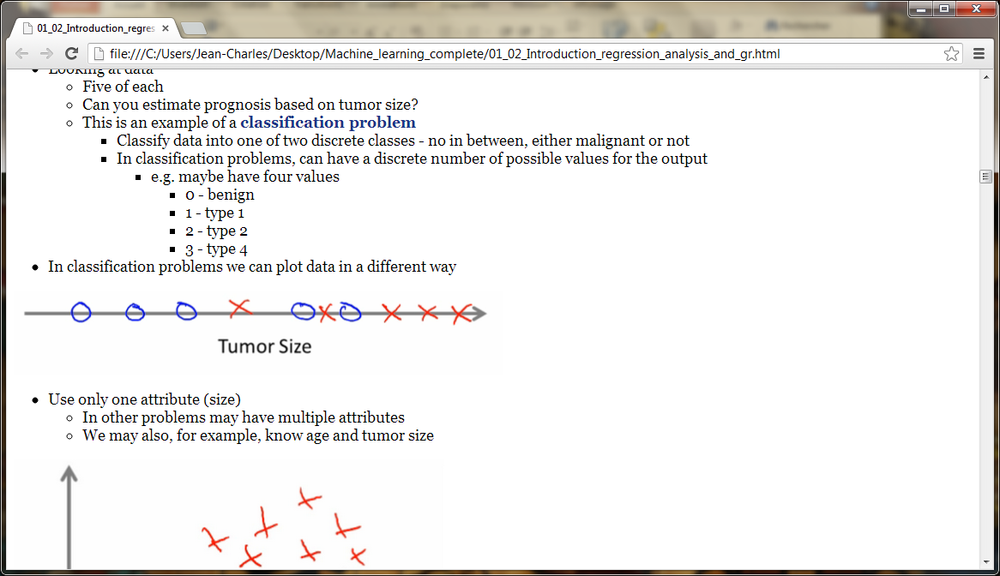 01_02_Introduction_regres
file:///C:/Users/Jean-Charles/Desktop/Machine_learning_complete/01_02_Introduction_regression_analysis_and_gr.html
Looking at data
Five of each
Can you estimate prognosis based on tumor size?
This is an example of a classification problem
Classify data into one of two discrete classes - no in between, either malignant or not
In classification problems, can have a discrete number of possible values for the output
e.g. maybe have four values
0 - benign
1 - type 1
2 - type 2
3 - type 4
In classification problems we can plot data in a different way
Tumor Size
Use only one attribute (size)
In other problems may have multiple attributes
We may also, for example, know age and tumor size